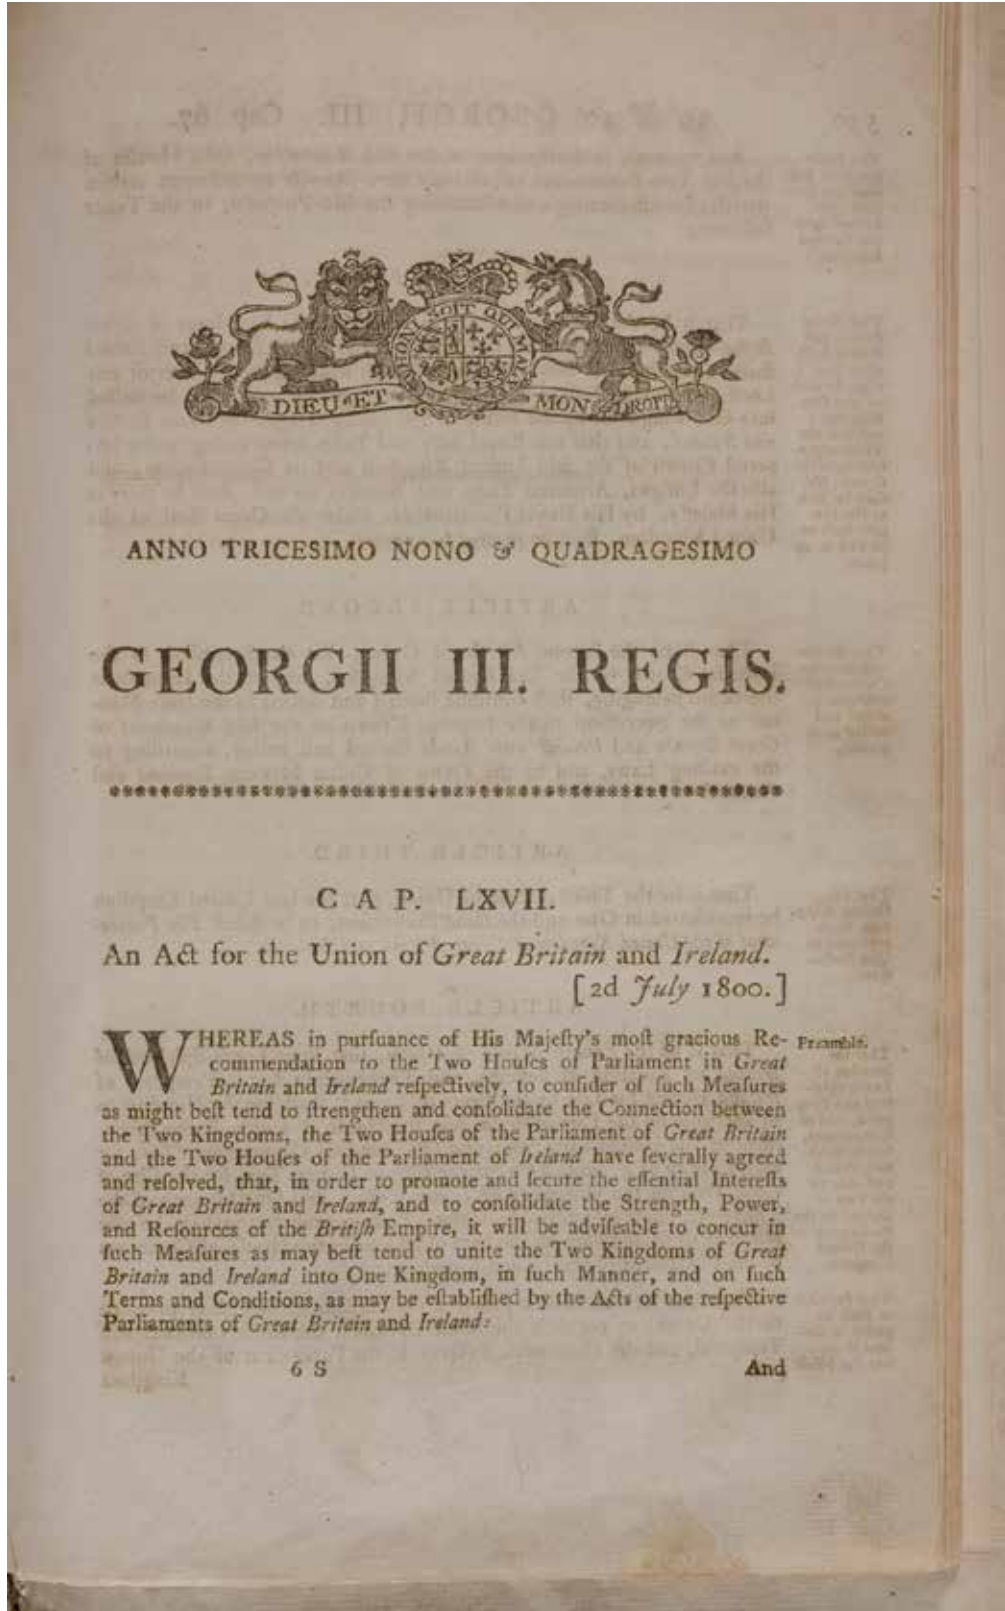 HONI SOIT QUI MAL Y
DIEU ET MON DROIT
ANNO TRICESIMO NONO & QUADRAGESIMO
GEORGII III. REGIS.
CAP. LXVII.
An Act for the Union of Great Britain and Ireland.
[2d July 1800.]
WHEREAS in purſuance of His Majeſty's moſt gracious Re-
Preamble.
commendation to the Two Houſes of Parliament in Great
Britain and Ireland reſpectively, to conſider of ſuch Meaſures
as might beſt tend to ſtrengthen and conſolidate the Connection between
the Two Kingdoms, the Two Houſes of the Parliament of Great Britain
and the Two Houſes of the Parliament of Ireland have ſeverally agreed
and reſolved, that, in order to promote and ſecure the eſſential Intereſts
of Great Britain and Ireland, and to conſolidate the Strength, Power,
and Reſources of the Britiſh Empire, it will be adviſeable to concur in
ſuch Meaſures as may beſt tend to unite the Two Kingdoms of Great
Britain and Ireland into One Kingdom, in ſuch Manner, and on ſuch
Terms and Conditions, as may be eſtabliſhed by the Acts of the reſpective
Parliaments of Great Britain and Ireland:
6 S
And